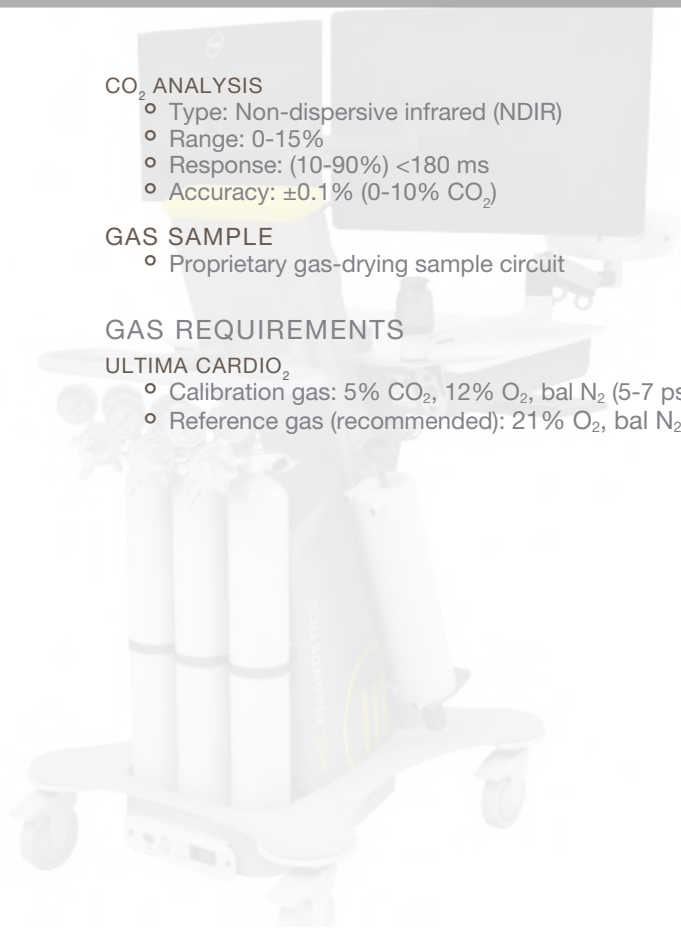 CO₂ ANALYSIS
Type: Non-dispersive infrared (NDIR)
Range: 0-15%
Response: (10-90%) <180 ms
Accuracy: ±0.1% (0-10% CO₂)
GAS SAMPLE
Proprietary gas-drying sample circuit
GAS REQUIREMENTS
ULTIMA CARDIO₂
Calibration gas: 5% CO₂, 12% O₂, bal N₂ (5-7 ps
Reference gas (recommended): 21% O₂, bal N₂
DIAGNOSTICS